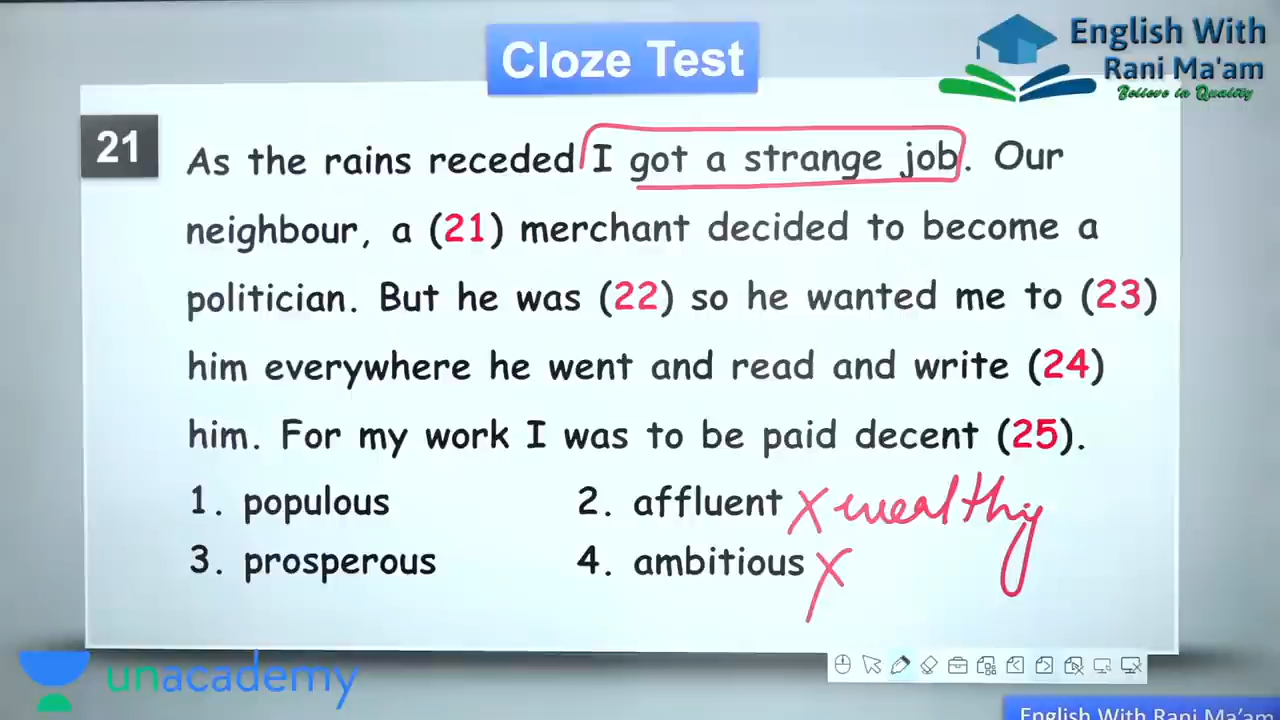 Cloze Test
English With
Rani Ma'am
Believe in Quality
21
As the rains receded I got a strange job. Our
neighbour, a (21) merchant decided to become a
politician. But he was (22) so he wanted me to (23)
him everywhere he went and read and write (24)
him. For my work I was to be paid decent (25).
1. populous
2. affluent X wealthy
3. prosperous
4. ambitious X
unacademy
English With Rani Ma'am